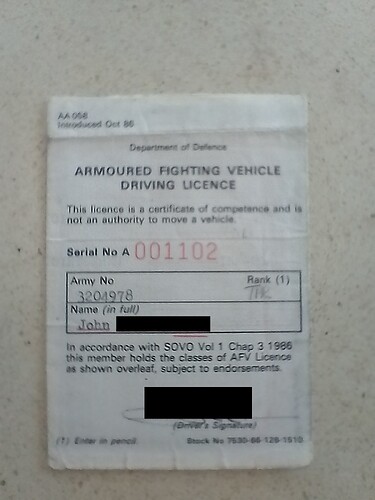 AA 058
Introduced Oct 86
Department of Defence
ARMOURED FIGHTING VEHICLE
DRIVING LICENCE
This licence is a certificate of competence and is
not an authority to move a vehicle.
Serial No A 001102
Army No
Rank (1)
3204978
TPR
Name (in full)
John
In accordance with SOVO Vol 1 Chap 3 1986
this member holds the classes of AFV Licence
as shown overleaf, subject to endorsements.
(Driver's Signature)
(1) Enter in pencil.
Stock No 7530-66-128-1510